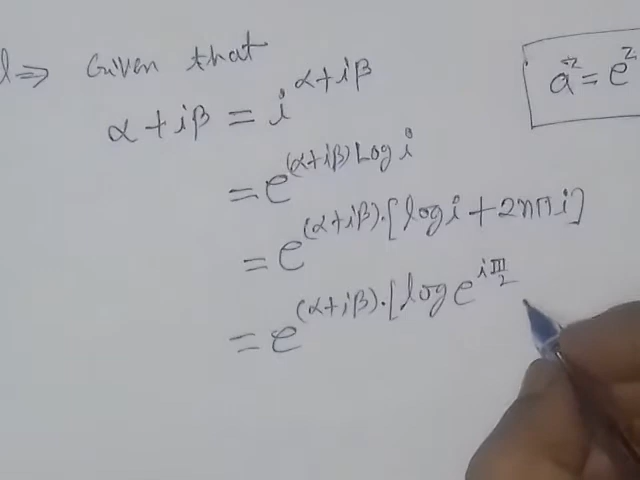 l⇒ Given that
α+iβ = i^{α+iβ}
a^z = e^z
= e^{(α+iβ) Log i}
= e^{(α+iβ).[log i + 2nπi]}
= e^{(α+iβ).[log e^{iπ/2}